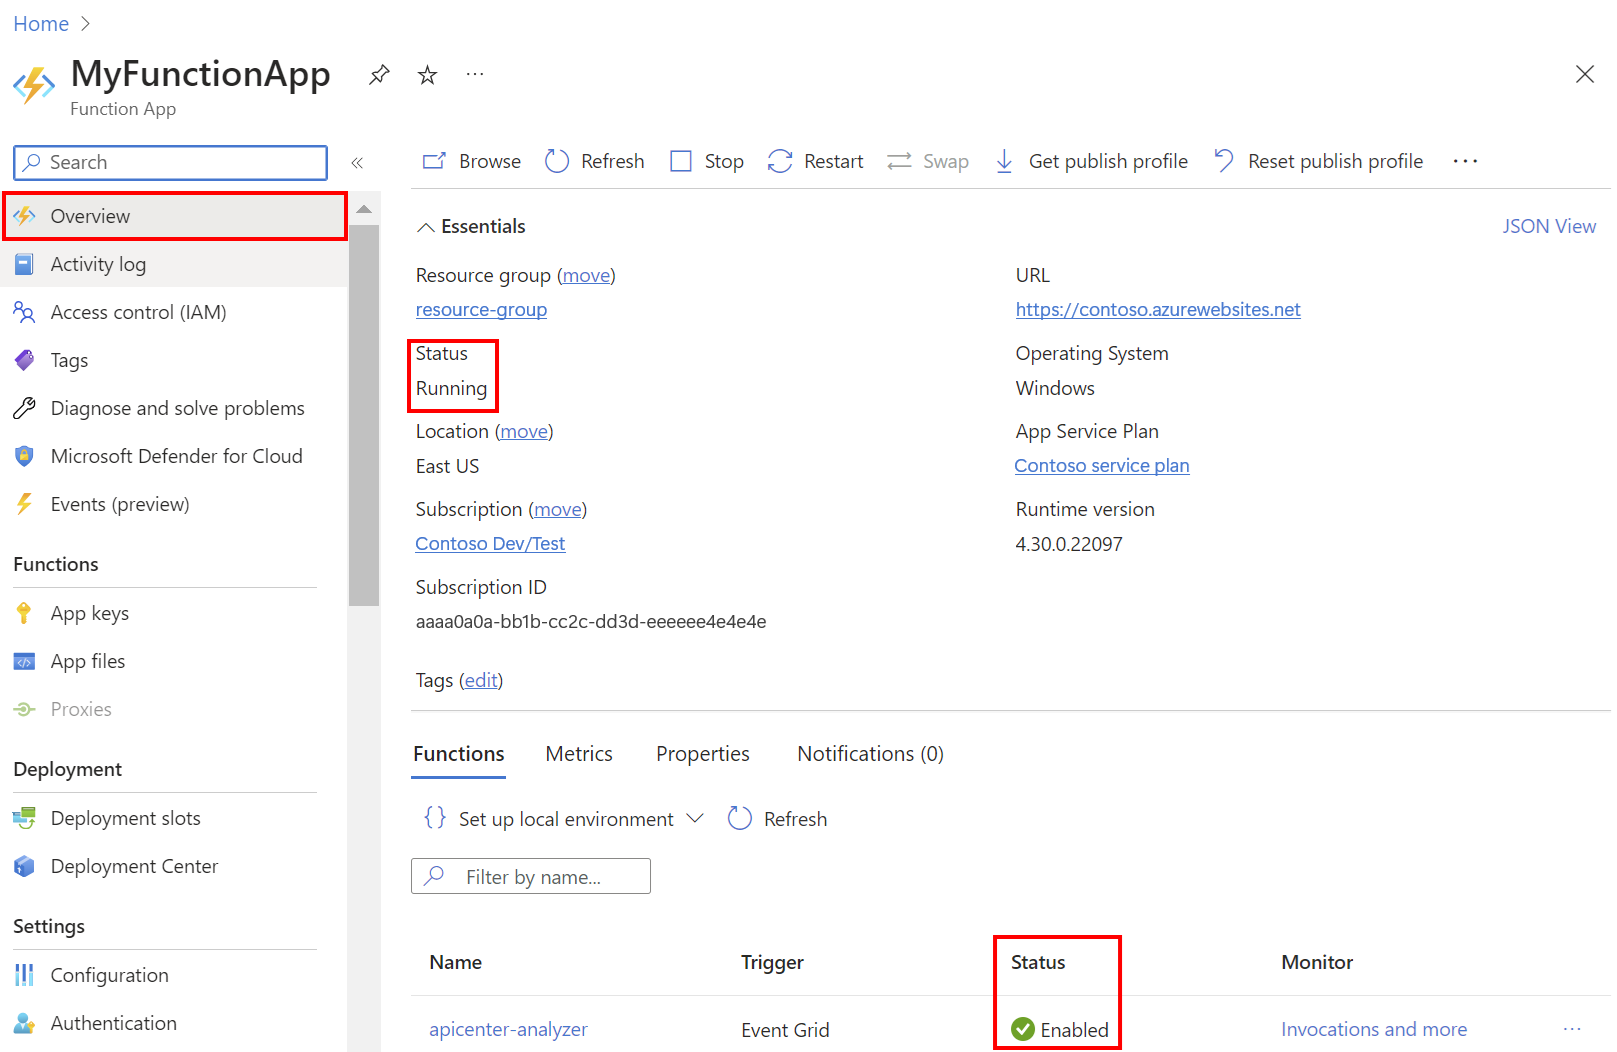 Home
MyFunctionApp
Function App
Search
Browse
Refresh
Stop
Restart
Swap
Get publish profile
Reset publish profile
Overview
Activity log
Access control (IAM)
Tags
Diagnose and solve problems
Microsoft Defender for Cloud
Events (preview)
Functions
App keys
App files
Proxies
Deployment
Deployment slots
Deployment Center
Settings
Configuration
Authentication
Essentials
JSON View
Resource group (move)
resource-group
Status
Running
Location (move)
East US
Subscription (move)
Contoso Dev/Test
Subscription ID
aaaa0a0a-bb1b-cc2c-dd3d-eeeeee4e4e4e
Tags (edit)
URL
https://contoso.azurewebsites.net
Operating System
Windows
App Service Plan
Contoso service plan
Runtime version
4.30.0.22097
Functions
Metrics
Properties
Notifications (0)
{} Set up local environment
Refresh
Filter by name...
Name
Trigger
Status
Monitor
apicenter-analyzer
Event Grid
Enabled
Invocations and more